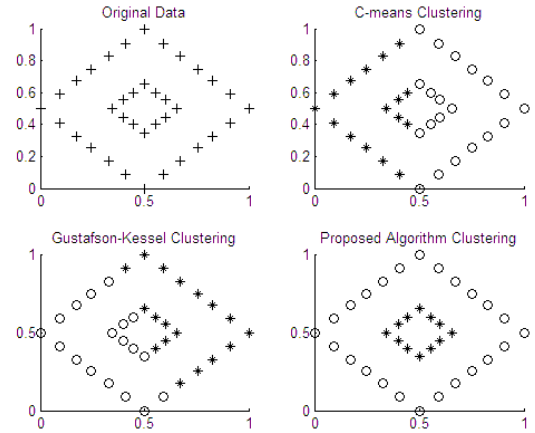 Original Data
1
0.8
0.6
0.4
0.2
0
0 0.5 1
C-means Clustering
1
0.8
0.6
0.4
0.2
0
0 0.5 1
Gustafson-Kessel Clustering
1
0.5
0
0 0.5 1
Proposed Algorithm Clustering
1
0.5
0
0 0.5 1